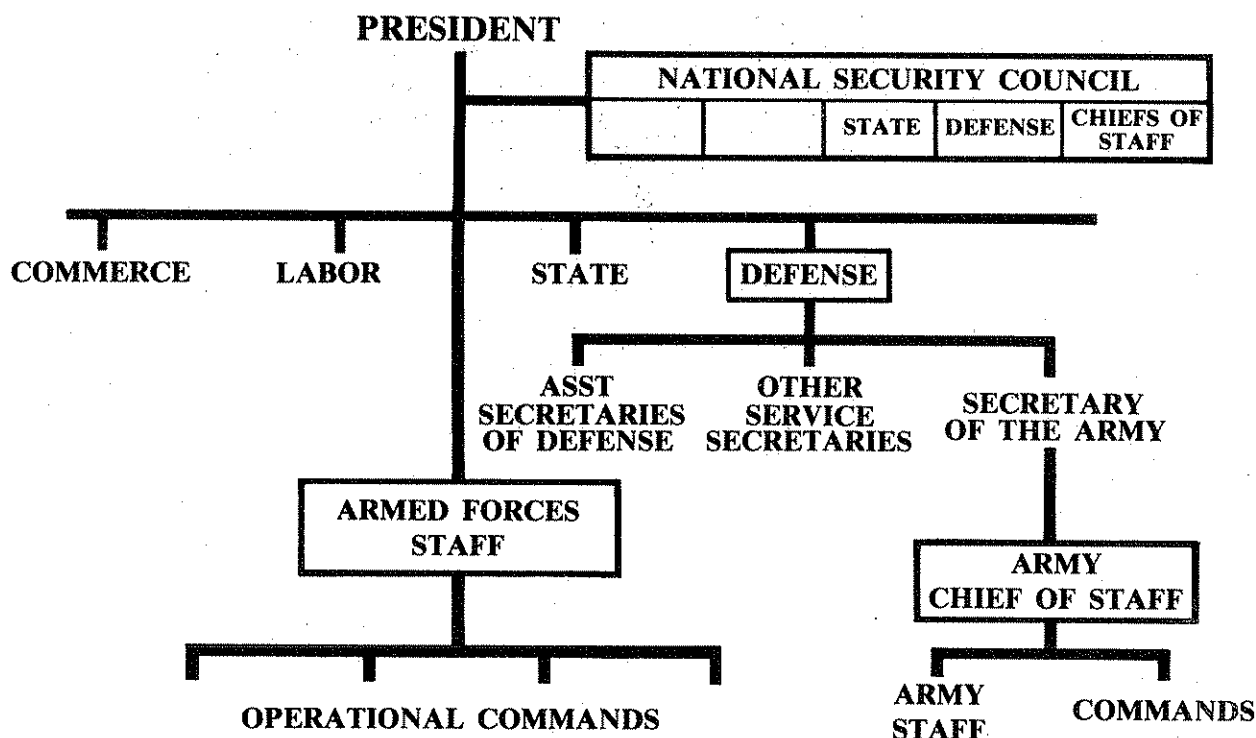 PRESIDENT
NATIONAL SECURITY COUNCIL
STATE
DEFENSE
CHIEFS OF
STAFF
COMMERCE
LABOR
STATE
DEFENSE
ASST
SECRETARIES
OF DEFENSE
OTHER
SERVICE
SECRETARIES
SECRETARY
OF THE ARMY
ARMED FORCES
STAFF
ARMY
CHIEF OF STAFF
OPERATIONAL COMMANDS
ARMY
STAFF
COMMANDS